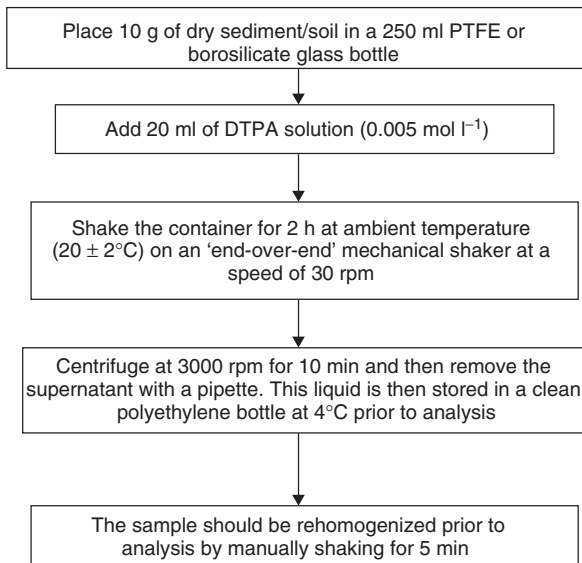 Place 10 g of dry sediment/soil in a 250 ml PTFE or
borosilicate glass bottle
Add 20 ml of DTPA solution (0.005 mol l⁻¹)
Shake the container for 2 h at ambient temperature
(20 ± 2°C) on an ‘end-over-end’ mechanical shaker at a
speed of 30 rpm
Centrifuge at 3000 rpm for 10 min and then remove the
supernatant with a pipette. This liquid is then stored in a clean
polyethylene bottle at 4°C prior to analysis
The sample should be rehomogenized prior to
analysis by manually shaking for 5 min